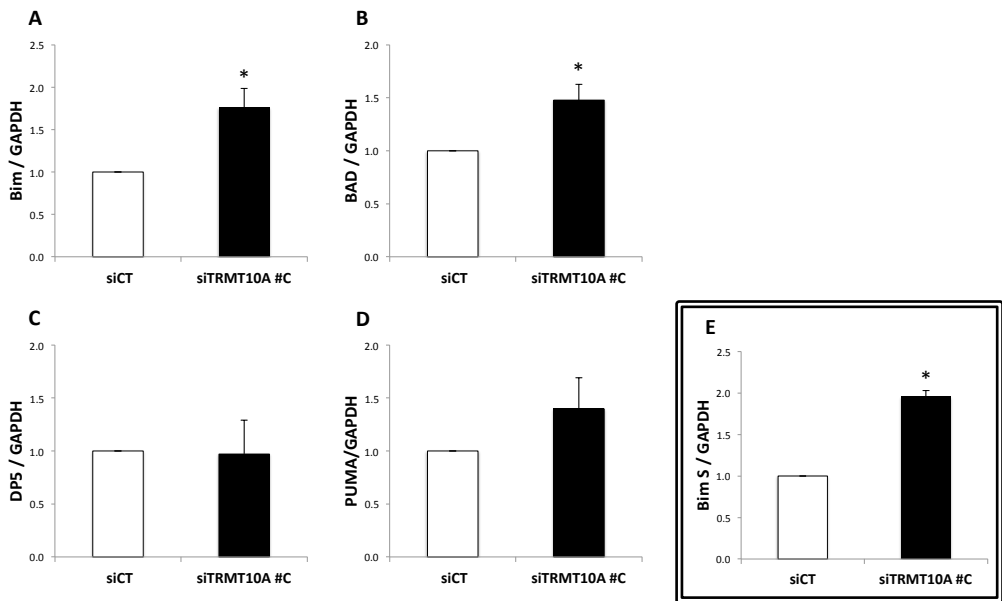 A
Bim / GAPDH
2.5
2.0
1.5
1.0
0.5
0.0
*
siCT
siTRMT10A #C
B
BAD / GAPDH
2.0
1.5
1.0
0.5
0.0
*
siCT
siTRMT10A #C
C
DP5 / GAPDH
2.0
1.5
1.0
0.5
0.0
siCT
siTRMT10A #C
D
PUMA/GAPDH
2.0
1.5
1.0
0.5
0.0
siCT
siTRMT10A #C
E
Bim S / GAPDH
2.5
2.0
1.5
1.0
0.5
0.0
*
siCT
siTRMT10A #C